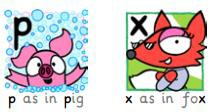 p
x
p as in pig
x as in fox